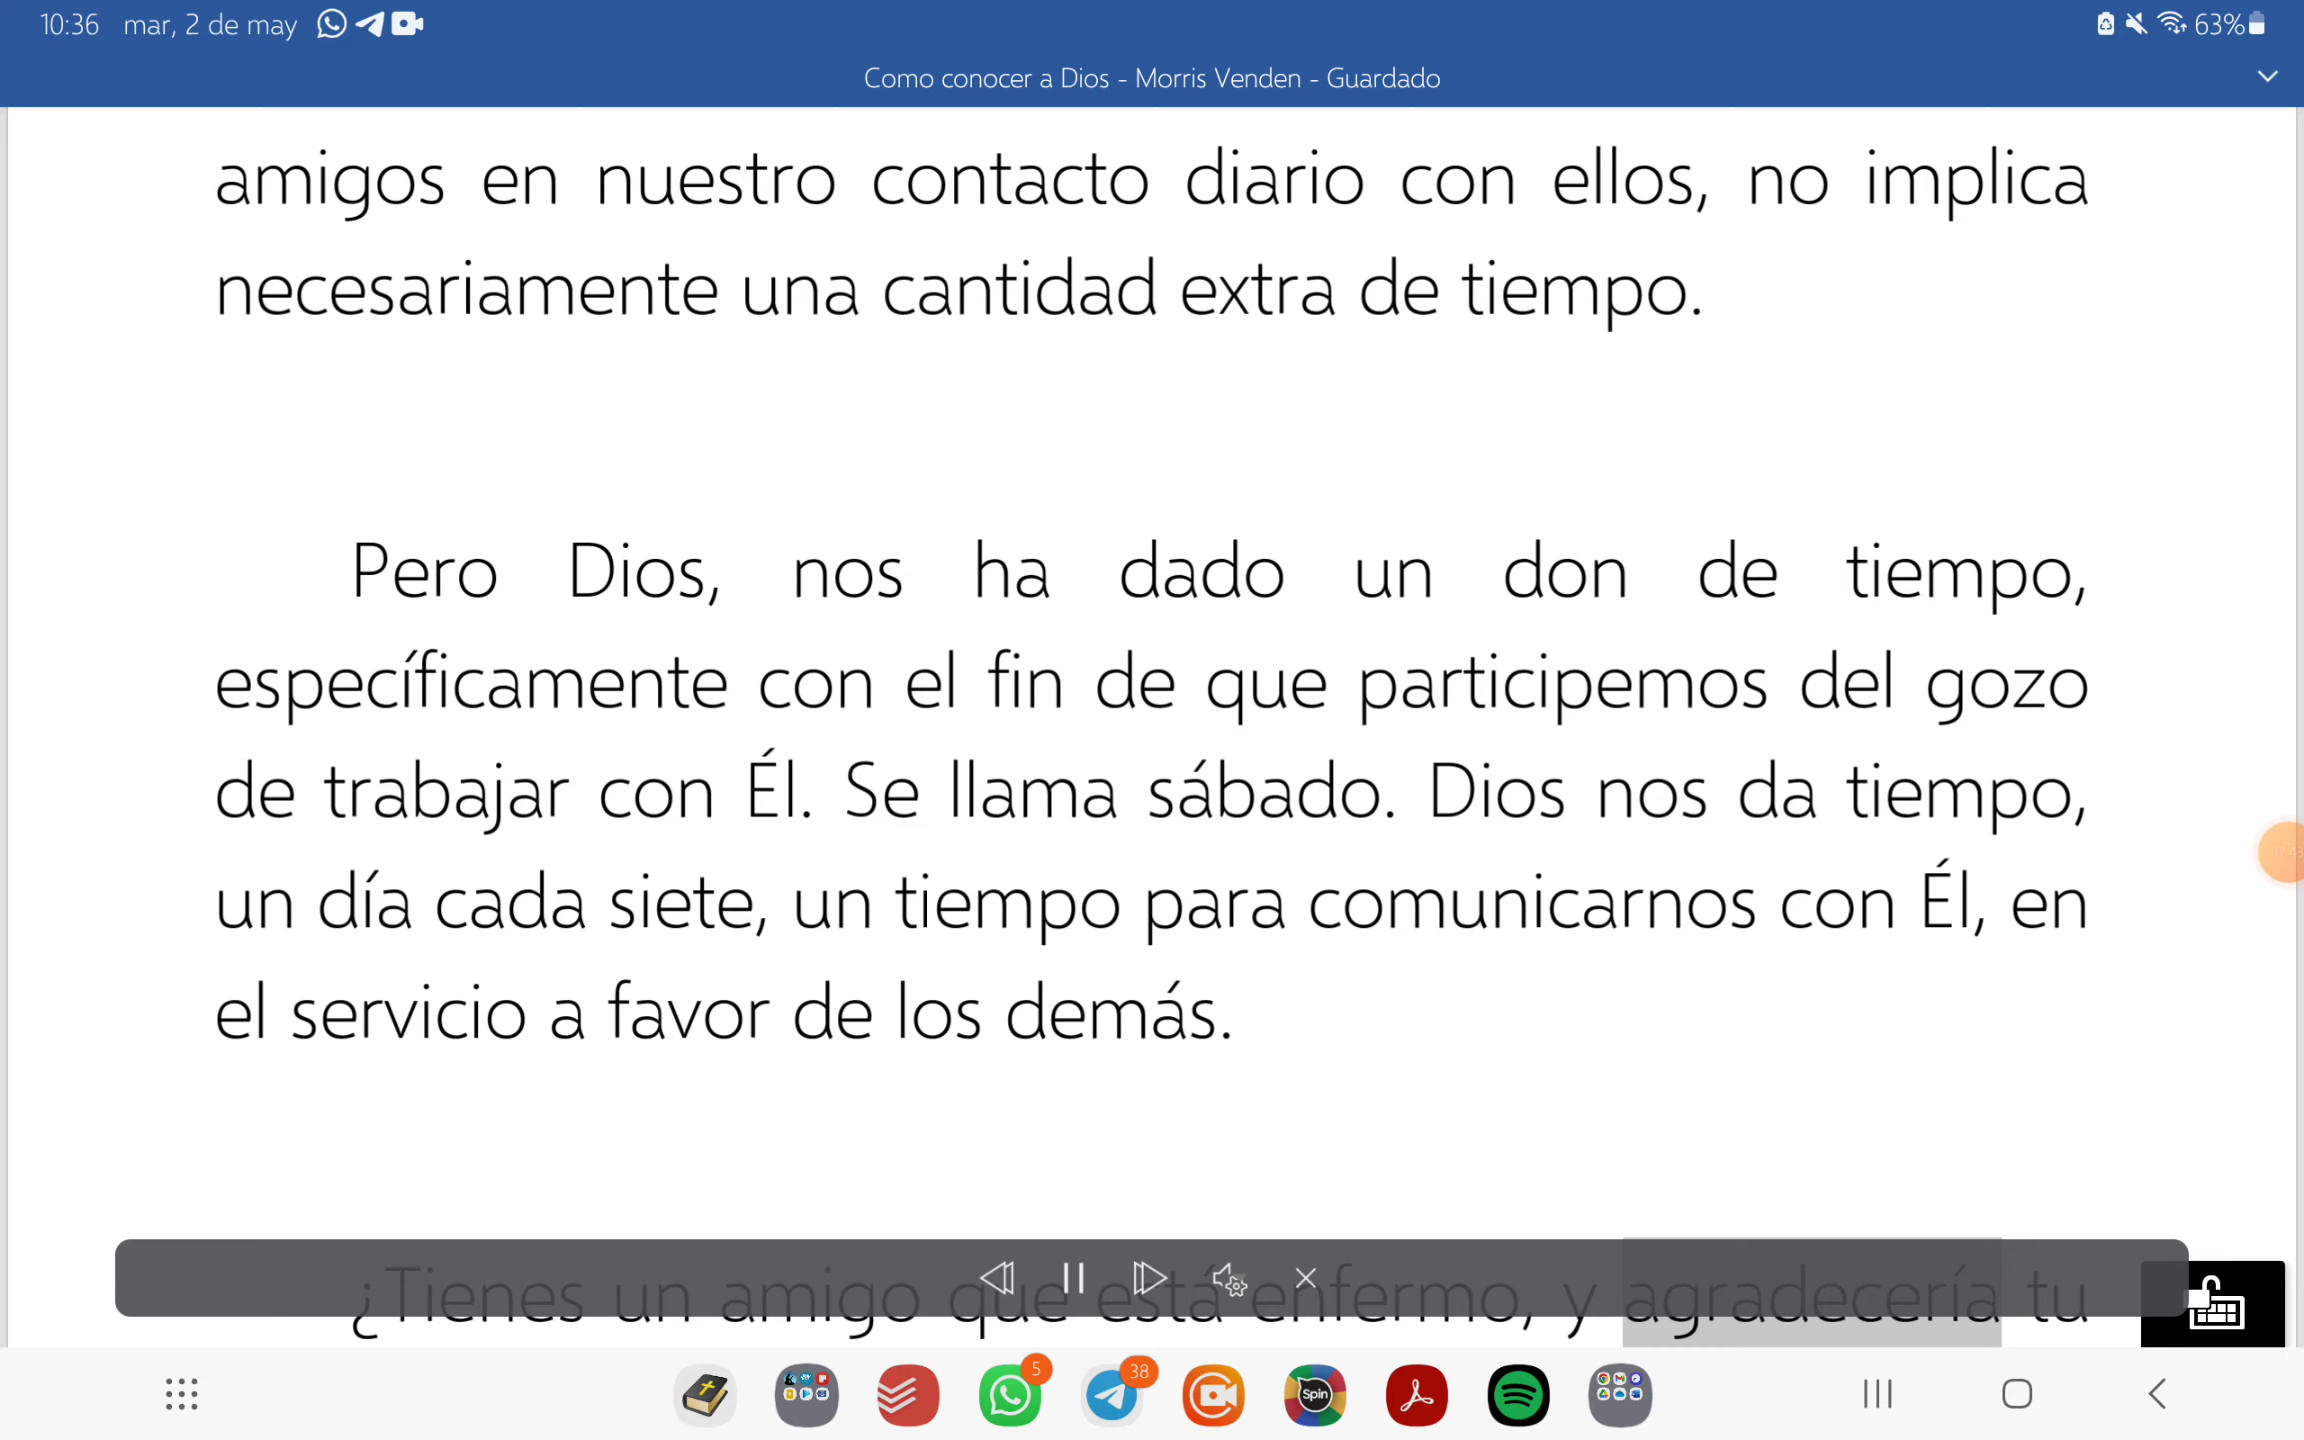 10:36 mar, 2 de may 63%
Como conocer a Dios - Morris Venden - Guardado
amigos en nuestro contacto diario con ellos, no implica
necesariamente una cantidad extra de tiempo.
Pero Dios, nos ha dado un don de tiempo,
específicamente con el fin de que participemos del gozo
de trabajar con Él. Se llama sábado. Dios nos da tiempo,
un día cada siete, un tiempo para comunicarnos con Él, en
el servicio a favor de los demás.
¿Tienes un amigo que está enfermo, y agradecería tu
5 38
Spin